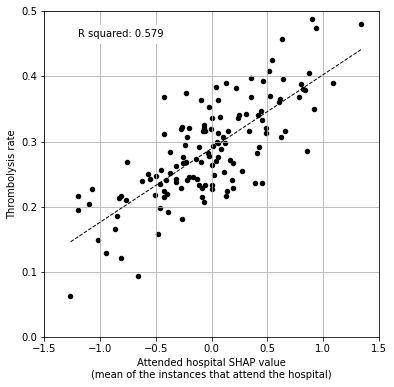 0.5
R squared: 0.579
0.4
0.3
0.2
0.1
0.0
Thrombolysis rate
−1.5 −1.0 −0.5 0.0 0.5 1.0 1.5
Attended hospital SHAP value
(mean of the instances that attend the hospital)